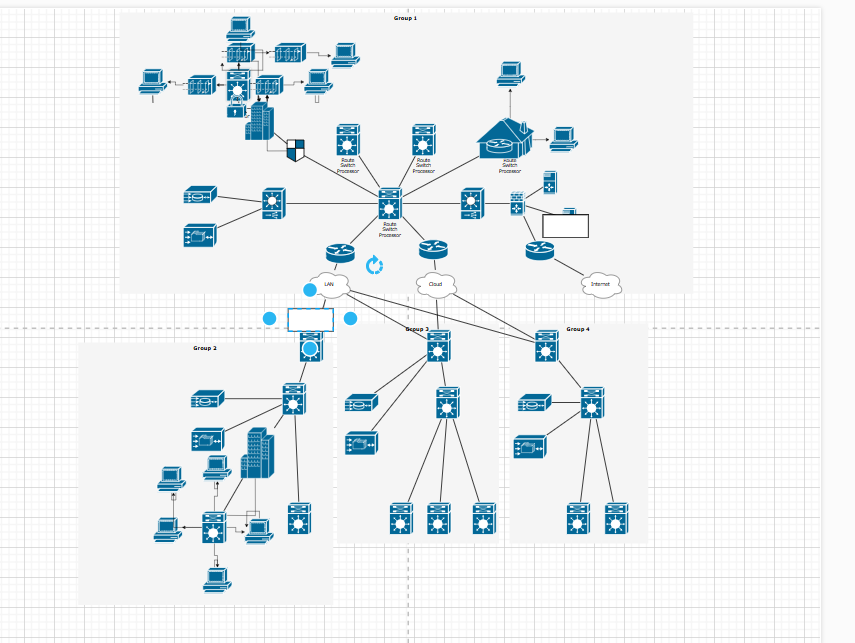 Group 1
Route
Switch
Processor
Route
Switch
Processor
Route
Switch
Processor
Route
Switch
Processor
LAN
Cloud
Internet
Group 3
Group 4
Group 2